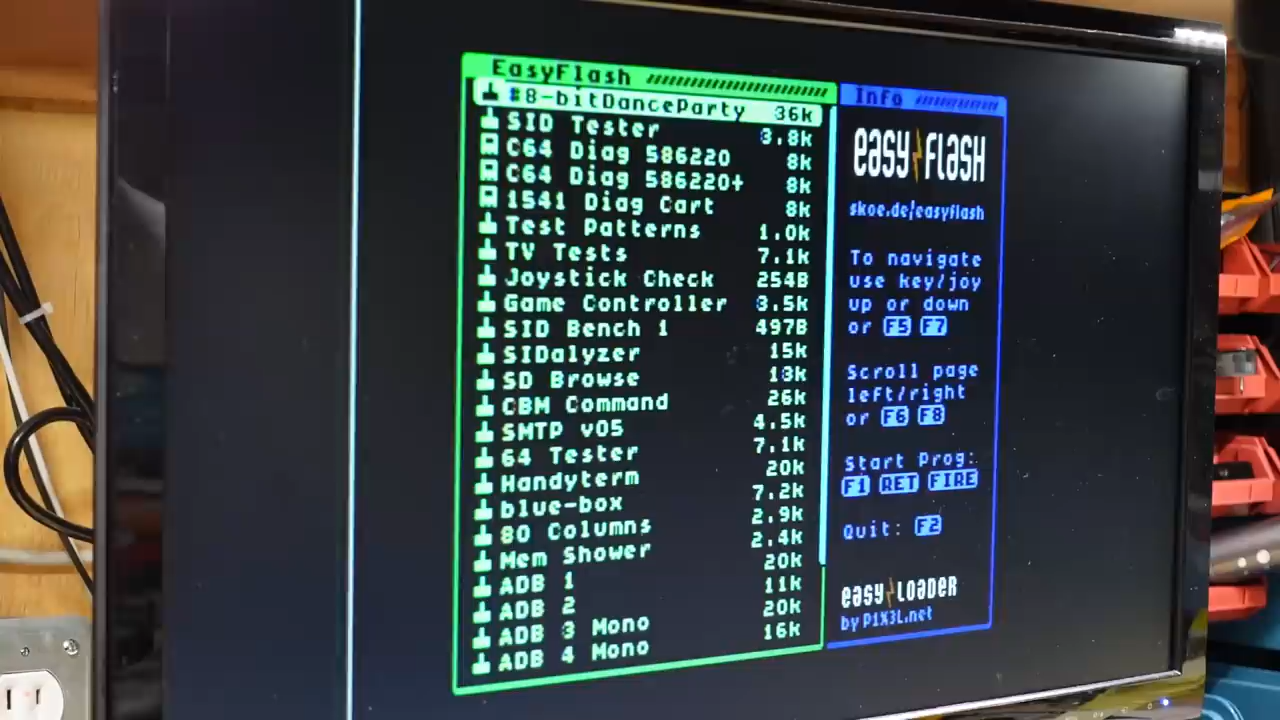 EasyFlash
#8-bitDanceParty 36k
SID Tester 3.8k
C64 Diag 586220 8k
C64 Diag 586220+ 8k
1541 Diag Cart 8k
Test Patterns 1.0k
TV Tests 7.1k
Joystick Check 254B
Game Controller 3.5k
SID Bench 1 497B
SIDalyzer 15k
SD Browse 13k
CBM Command 26k
SMTP v05 4.5k
64 Tester 7.1k
Handyterm 20k
blue-box 7.2k
80 Columns 2.9k
Mem Shower 2.4k
ADB 1 20k
ADB 2 11k
ADB 3 Mono 20k
ADB 4 Mono 16k
Info
easy FLASH
skoe.de/easyflash
To navigate
use key/joy
up or down
or F5 F7
Scroll page
left/right
or F6 F8
Start Prog:
F1 RET FIRE
Quit: F2
easy LOADER
by P1X3L.net